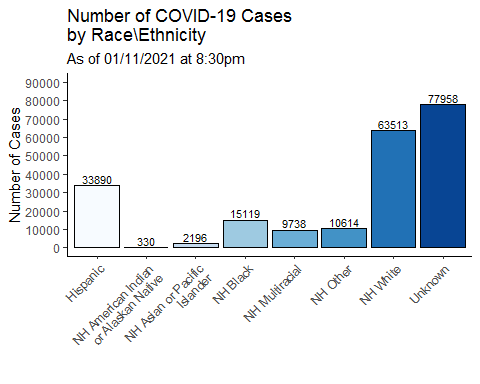 Number of COVID-19 Cases
by Race\Ethnicity
As of 01/11/2021 at 8:30pm
Number of Cases
90000
80000
70000
60000
50000
40000
30000
20000
10000
0
33890
330
2196
15119
9738
10614
63513
77958
Hispanic
NH American Indian
or Alaskan Native
NH Asian or Pacific
Islander
NH Black
NH Multiracial
NH Other
NH White
Unknown